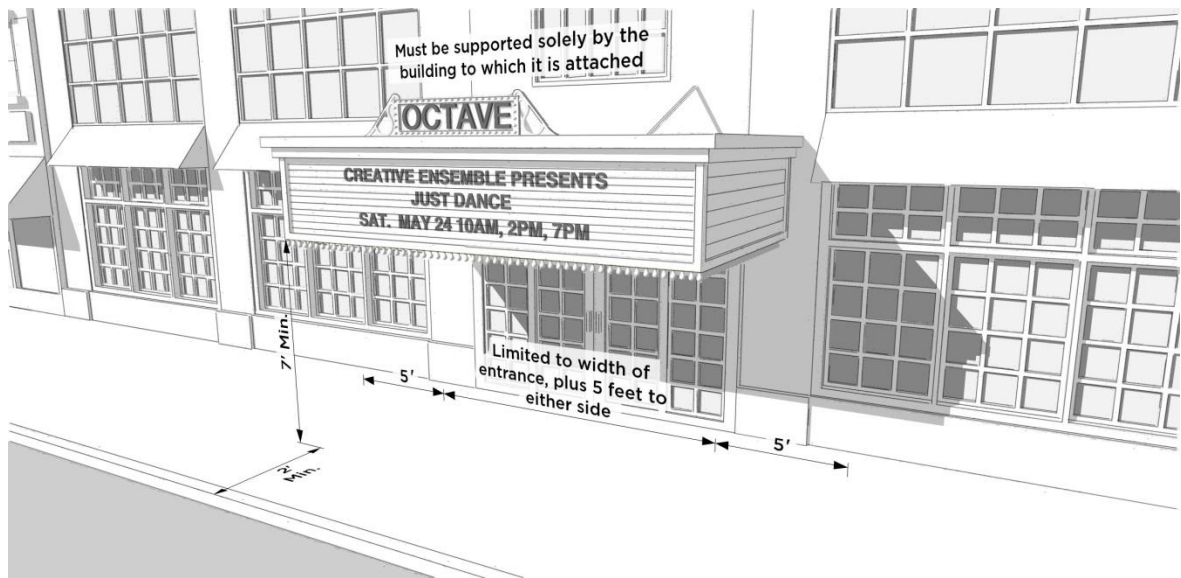 Must be supported solely by the
building to which it is attached
OCTAVE
CREATIVE ENSEMBLE PRESENTS
JUST DANCE
SAT. MAY 24 10AM, 2PM, 7PM
7' Min.
5'
Limited to width of
entrance, plus 5 feet to
either side
5'
2'
Min.